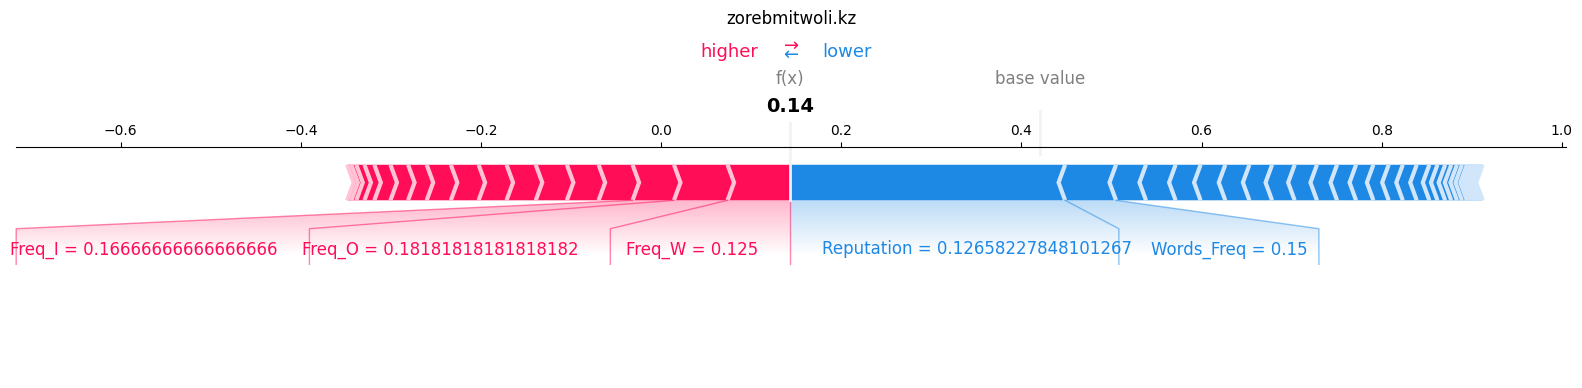 zorebmitwoli.kz
higher ⇄ lower
f(x) base value
0.14
−0.6 −0.4 −0.2 0.0 0.2 0.4 0.6 0.8 1.0
Freq_I = 0.16666666666666666 Freq_O = 0.18181818181818182 Freq_W = 0.125 Reputation = 0.12658227848101267 Words_Freq = 0.15